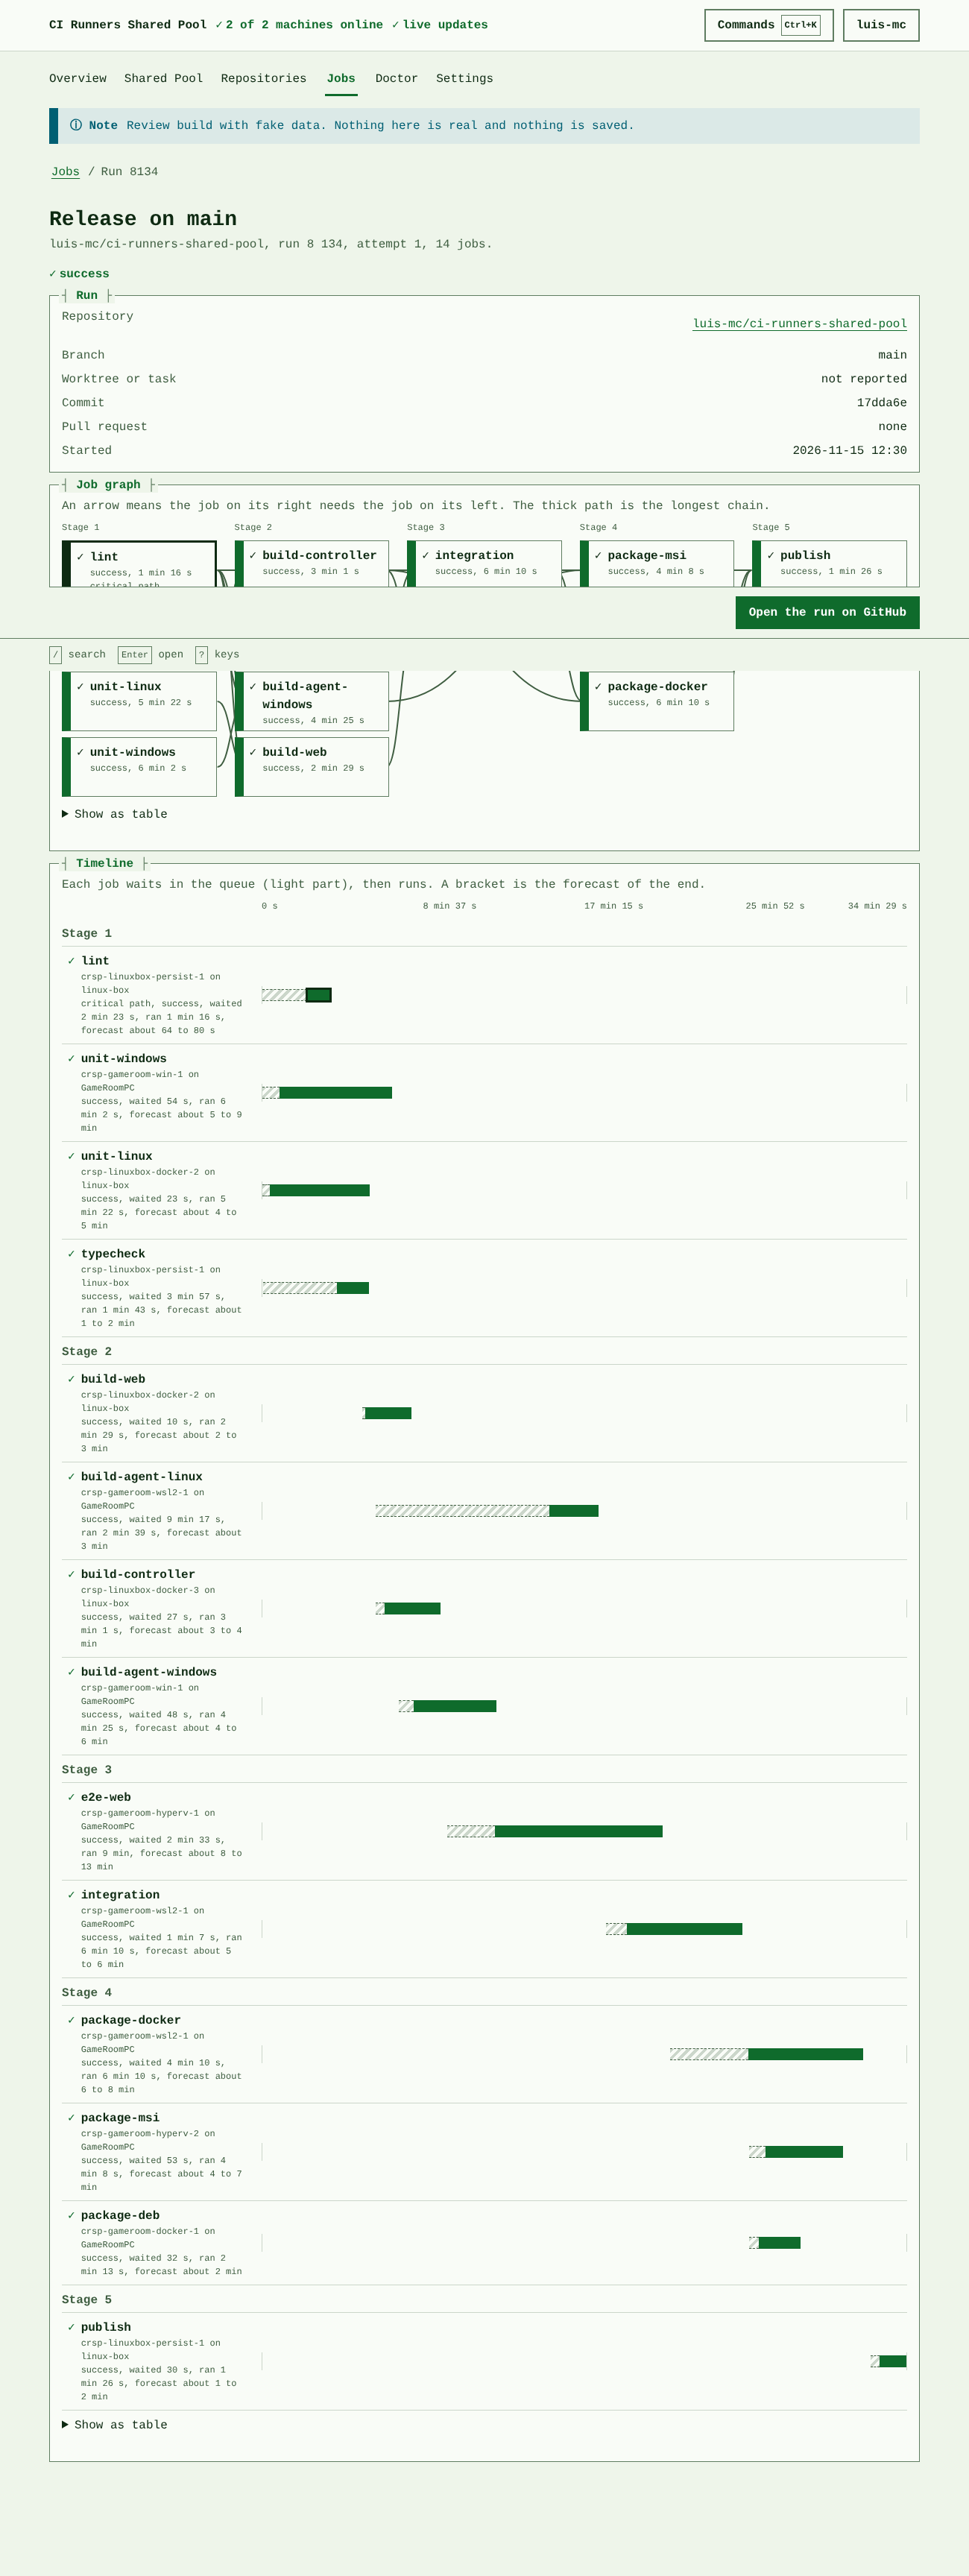 CI Runners Shared Pool ✓ 2 of 2 machines online ✓ live updates
Commands Ctrl+K
luis-mc
Overview Shared Pool Repositories Jobs Doctor Settings
ⓘ Note Review build with fake data. Nothing here is real and nothing is saved.
Jobs / Run 8134
Release on main
luis-mc/ci-runners-shared-pool, run 8 134, attempt 1, 14 jobs.
✓ success
Run
Repository luis-mc/ci-runners-shared-pool
Branch main
Worktree or task not reported
Commit 17dda6e
Pull request none
Started 2026-11-15 12:30
Job graph
An arrow means the job on its right needs the job on its left. The thick path is the longest chain.
Stage 1 Stage 2 Stage 3 Stage 4 Stage 5
✓ lint
success, 1 min 16 s
critical path
✓ build-controller
success, 3 min 1 s
✓ integration
success, 6 min 10 s
✓ package-msi
success, 4 min 8 s
✓ publish
success, 1 min 26 s
Open the run on GitHub
/ search Enter open ? keys
✓ unit-linux
success, 5 min 22 s
✓ build-agent-
windows
success, 4 min 25 s
✓ package-docker
success, 6 min 10 s
✓ unit-windows
success, 6 min 2 s
✓ build-web
success, 2 min 29 s
▶ Show as table
Timeline
Each job waits in the queue (light part), then runs. A bracket is the forecast of the end.
0 s 8 min 37 s 17 min 15 s 25 min 52 s 34 min 29 s
Stage 1
✓ lint
crsp-linuxbox-persist-1 on
linux-box
critical path, success, waited
2 min 23 s, ran 1 min 16 s,
forecast about 64 to 80 s
✓ unit-windows
crsp-gameroom-win-1 on
GameRoomPC
success, waited 54 s, ran 6
min 2 s, forecast about 5 to 9
min
✓ unit-linux
crsp-linuxbox-docker-2 on
linux-box
success, waited 23 s, ran 5
min 22 s, forecast about 4 to
5 min
✓ typecheck
crsp-linuxbox-persist-1 on
linux-box
success, waited 3 min 57 s,
ran 1 min 43 s, forecast about
1 to 2 min
Stage 2
✓ build-web
crsp-linuxbox-docker-2 on
linux-box
success, waited 10 s, ran 2
min 29 s, forecast about 2 to
3 min
✓ build-agent-linux
crsp-gameroom-wsl2-1 on
GameRoomPC
success, waited 9 min 17 s,
ran 2 min 39 s, forecast about
3 min
✓ build-controller
crsp-linuxbox-docker-3 on
linux-box
success, waited 27 s, ran 3
min 1 s, forecast about 3 to 4
min
✓ build-agent-windows
crsp-gameroom-win-1 on
GameRoomPC
success, waited 48 s, ran 4
min 25 s, forecast about 4 to
6 min
Stage 3
✓ e2e-web
crsp-gameroom-hyperv-1 on
GameRoomPC
success, waited 2 min 33 s,
ran 9 min, forecast about 8 to
13 min
✓ integration
crsp-gameroom-wsl2-1 on
GameRoomPC
success, waited 1 min 7 s, ran
6 min 10 s, forecast about 5
to 6 min
Stage 4
✓ package-docker
crsp-gameroom-wsl2-1 on
GameRoomPC
success, waited 4 min 10 s,
ran 6 min 10 s, forecast about
6 to 8 min
✓ package-msi
crsp-gameroom-hyperv-2 on
GameRoomPC
success, waited 53 s, ran 4
min 8 s, forecast about 4 to 7
min
✓ package-deb
crsp-gameroom-docker-1 on
GameRoomPC
success, waited 32 s, ran 2
min 13 s, forecast about 2 min
Stage 5
✓ publish
crsp-linuxbox-persist-1 on
linux-box
success, waited 30 s, ran 1
min 26 s, forecast about 1 to
2 min
▶ Show as table